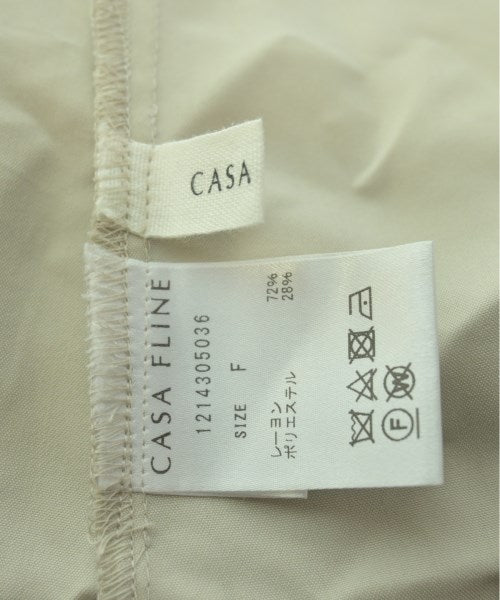 CASA
CASA FLINE
1214305036
SIZE F
レーヨン 72%
ポリエステル 28%
F
W